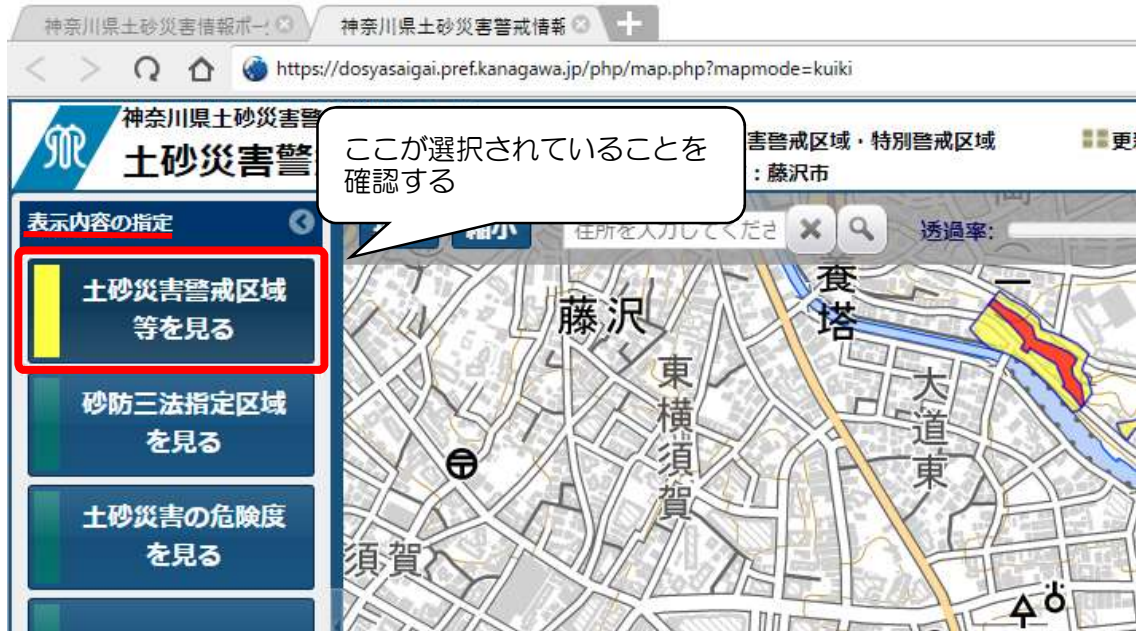 神奈川県土砂災害情報ポー
神奈川県土砂災害警戒情報
https://dosyasaigai.pref.kanagawa.jp/php/map.php?mapmode=kuiki
神奈川県土砂災害警
土砂災害警
ここが選択されていることを
確認する
害警戒区域・特別警戒区域
更
:藤沢市
表示内容の指定
縮小
住所を入力してくださ
透過率:
土砂災害警戒区域
等を見る
砂防三法指定区域
を見る
土砂災害の危険度
を見る
藤沢
養
塔
一
東横須賀
大道東
須賀